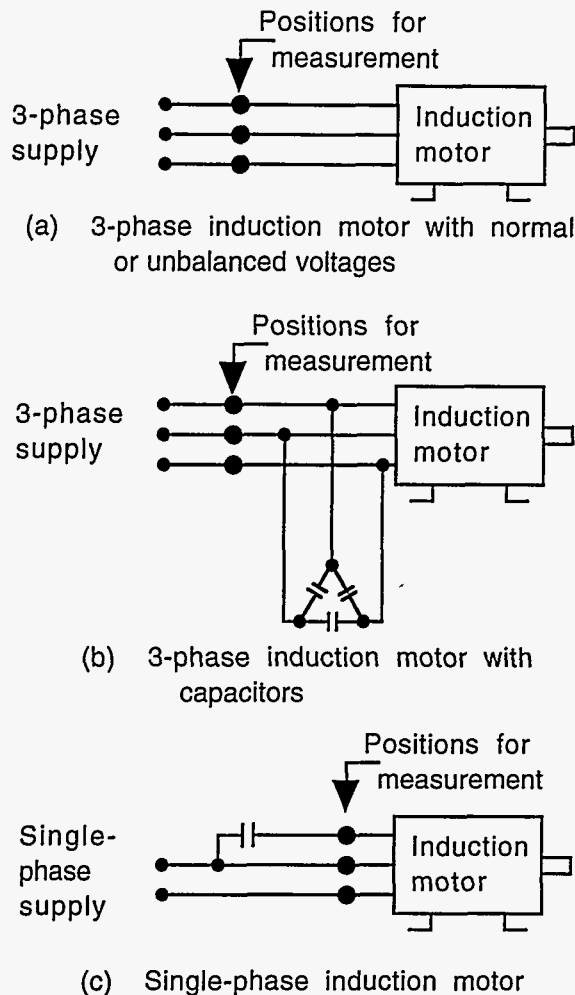 Positions for
measurement
3-phase
supply
Induction
motor
(a) 3-phase induction motor with normal
or unbalanced voltages
Positions for
measurement
3-phase
supply
Induction
motor
(b) 3-phase induction motor with
capacitors
Positions for
measurement
Single-
phase
supply
Induction
motor
(c) Single-phase induction motor